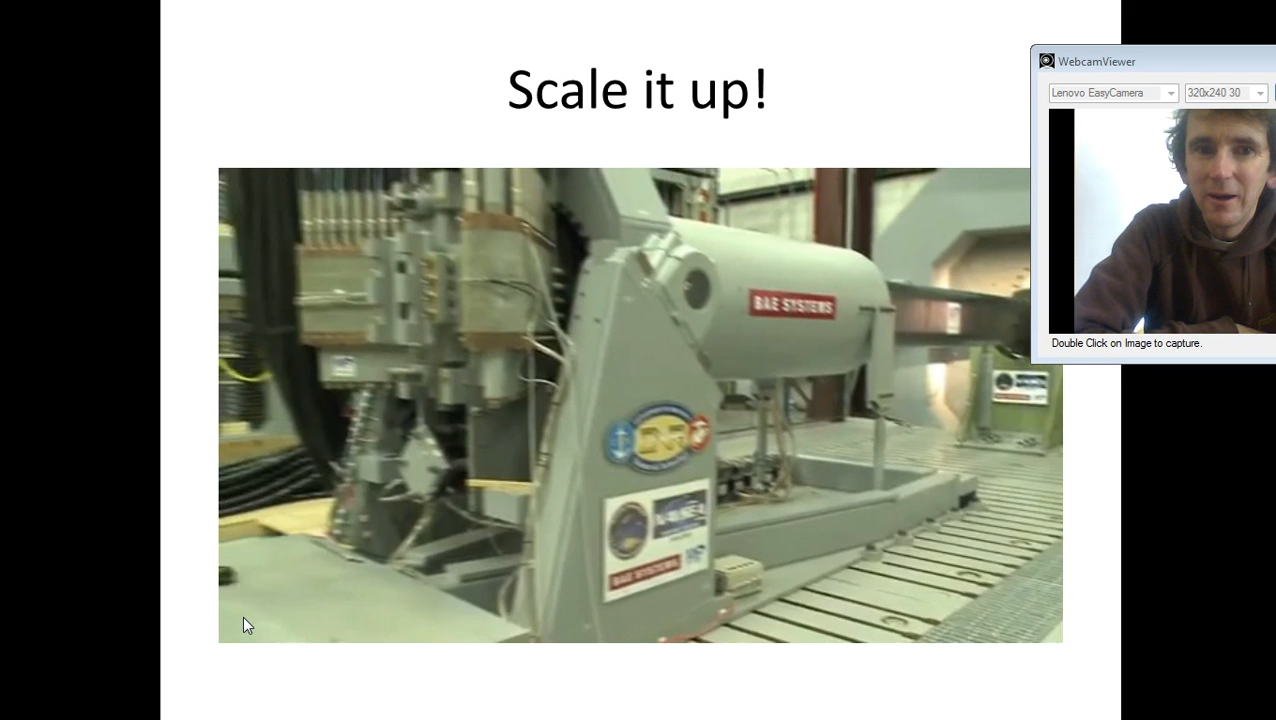 Scale it up!
WebcamViewer
Lenovo EasyCamera
320x240 30
Double Click on Image to capture.
BAE SYSTEMS
BAE SYSTEMS